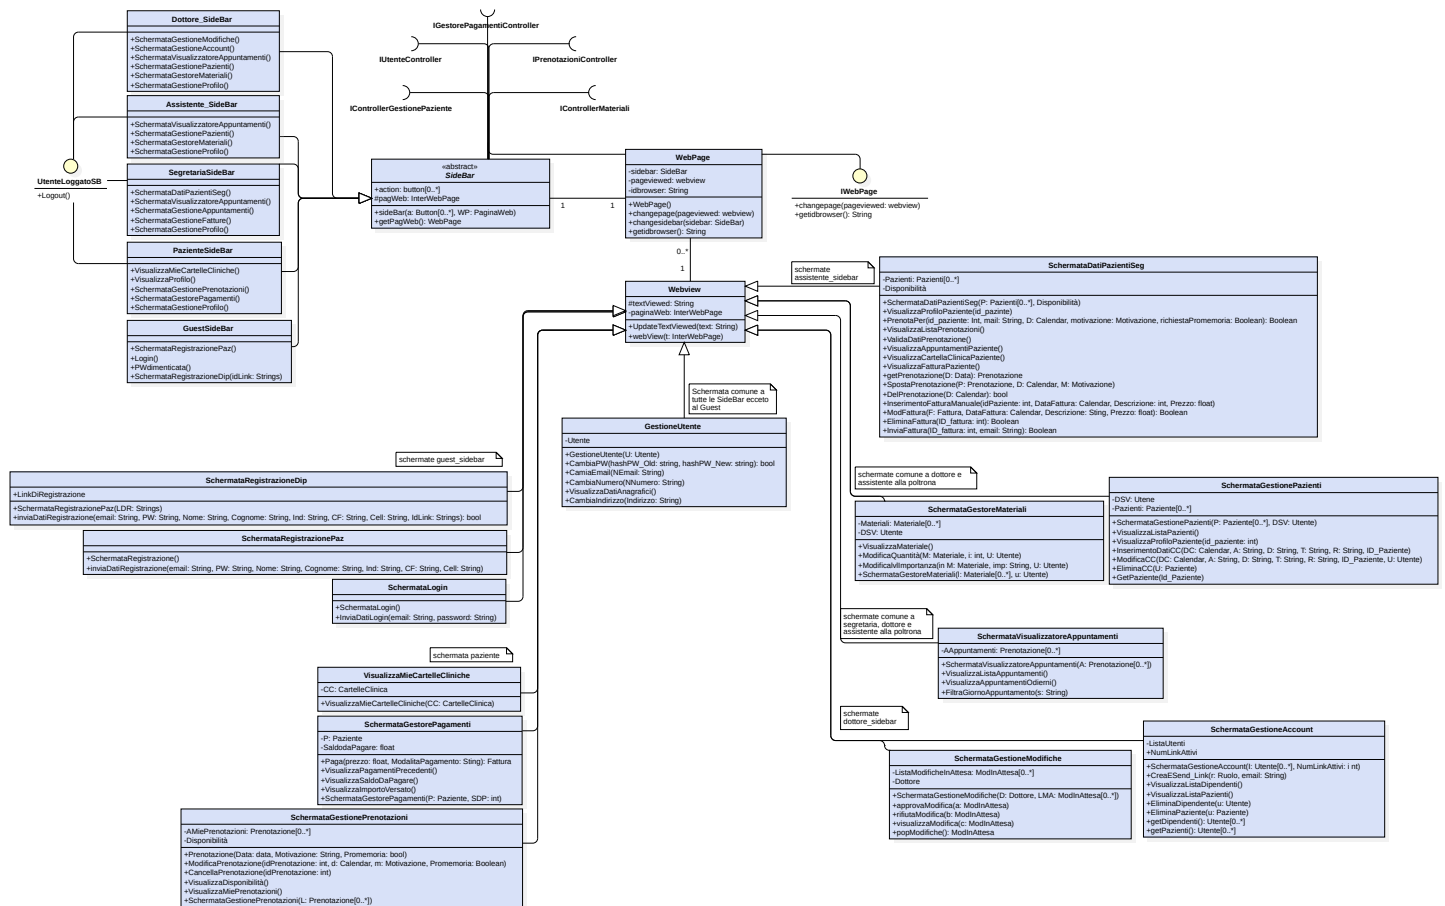 Dottore_SideBar
+SchermataGestioneModifiche()
+SchermataGestioneAccount()
+SchermataVisualizzatoreAppuntamenti()
+SchermataGestionePazienti()
+SchermataGestoreMateriali()
+SchermataGestioneProfilo()
Assistente_SideBar
+SchermataVisualizzatoreAppuntamenti()
+SchermataGestionePazienti()
+SchermataGestoreMateriali()
+SchermataGestioneProfilo()
UtenteLoggatoSB
+Logout()
SegretariaSideBar
+SchermataDatiPazientiSeg()
+SchermataVisualizzatoreAppuntamenti()
+SchermataGestioneAppuntamenti()
+SchermataGestioneFatture()
+SchermataGestioneProfilo()
PazienteSideBar
+VisualizzaMieCartelleCliniche()
+VisualizzaProfilo()
+SchermataGestionePrenotazioni()
+SchermataGestorePagamenti()
+SchermataGestioneProfilo()
GuestSideBar
+SchermataRegistrazionePaz()
+Login()
+PWdimenticata()
+SchermataRegistrazioneDip(idLink: Strings)
IGestorePagamentiController
IUtenteController
IPrenotazioniController
IControllerGestionePaziente
IControllerMateriali
«abstract»
SideBar
+action: button[0..*]
#pagWeb: InterWebPage
+sideBar(a: Button[0..*], WP: PaginaWeb)
+getPagWeb(): WebPage
1
1
WebPage
-sidebar: SideBar
-pageviewed: webview
-idbrowser: String
+WebPage()
+changepage(pageviewed: webview)
+changesidebar(sidebar: SideBar)
+getidbrowser(): String
IWebPage
+changepage(pageviewed: webview)
+getidbrowser(): String
0..*
1
Webview
#textViewed: String
-paginaWeb: InterWebPage
+UpdateTextViewed(text: String)
+webView(t: InterWebPage)
schermate
assistente_sidebar
SchermataDatiPazientiSeg
-Pazienti: Pazienti[0..*]
-Disponibilità
+SchermataDatiPazientiSeg(P: Pazienti[0..*], Disponibilità)
+VisualizzaProfiloPaziente(id_pazinte)
+PrenotaPer(id_paziente: Int, mail: String, D: Calendar, motivazione: Motivazione, richiestaPromemoria: Boolean): Boolean
+VisualizzaListaPrenotazioni()
+ValidaDatiPrenotazione()
+VisualizzaAppuntamentiPaziente()
+VisualizzaCartellaClinicaPaziente()
+VisualizzaFatturaPaziente()
+getPrenotazione(D: Data): Prenotazione
+SpostaPrenotazione(P: Prenotazione, D: Calendar, M: Motivazione)
+DelPrenotazione(D: Calendar): bool
+InserimentoFatturaManuale(idPaziente: int, DataFattura: Calendar, Descrizione: int, Prezzo: float)
+ModFattura(F: Fattura, DataFattura: Calendar, Descrizione: Sting, Prezzo: float): Boolean
+EliminaFattura(ID_fattura: int): Boolean
+InviaFattura(ID_fattura: int, email: String): Boolean
Schermata comune a
tutte le SideBar ecceto
al Guest
GestioneUtente
-Utente
+GestioneUtente(U: Utente)
+CambiaPW(hashPW_Old: string, hashPW_New: string): bool
+CamiaEmail(NEmail: String)
+CambiaNumero(NNumero: String)
+VisualizzaDatiAnagrafici()
+CambiaIndirizzo(Indirizzo: String)
schermate guest_sidebar
SchermataRegistrazioneDip
+LinkDiRegistrazione
+SchermataRegistrazionePaz(LDR: Strings)
+inviaDatiRegistrazione(email: String, PW: String, Nome: String, Cognome: String, Ind: String, CF: String, Cell: String, IdLink: Strings): bool
SchermataRegistrazionePaz
+SchermataRegistrazione()
+inviaDatiRegistrazione(email: String, PW: String, Nome: String, Cognome: String, Ind: String, CF: String, Cell: String)
SchermataLogin
+SchermataLogin()
+InviaDatiLogin(email: String, password: String)
schermata paziente
VisualizzaMieCartelleCliniche
-CC: CartelleClinica
+VisualizzaMieCartelleCliniche(CC: CartelleClinica)
SchermataGestorePagamenti
-P: Paziente
-SaldodaPagare: float
+Paga(prezzo: float, ModalitaPagamento: Sting): Fattura
+VisualizzaPagamentiPrecedenti()
+VisualizzaSaldoDaPagare()
+VisualizzaImportoVersato()
+SchermataGestorePagamenti(P: Paziente, SDP: int)
SchermataGestionePrenotazioni
-AMiePrenotazioni: Prenotazione[0..*]
-Disponibilità
+Prenotazione(Data: data, Motivazione: String, Promemoria: bool)
+ModificaPrenotazione(idPrenotazione: int, d: Calendar, m: Motivazione, Promemoria: Boolean)
+CancellaPrenotazione(idPrenotazione: int)
+VisualizzaDisponibilità()
+VisualizzaMiePrenotazioni()
+SchermataGestionePrenotazioni(L: Prenotazione[0..*])
schermate comune a dottore e
assistente alla poltrona
SchermataGestoreMateriali
-Materiali: Materiale[0..*]
-DSV: Utente
+VisualizzaMateriale()
+ModificaQuantità(M: Materiale, i: int, U: Utente)
+ModificalvlImportanza(in M: Materiale, imp: String, U: Utente)
+SchermataGestoreMateriali(l: Materiale[0..*], u: Utente)
SchermataGestionePazienti
-DSV: Utene
-Pazienti: Paziente[0..*]
+SchermataGestionePazienti(P: Paziente[0..*], DSV: Utente)
+VisualizzaListaPazienti()
+VisualizzaProfiloPaziente(id_paziente: int)
+InserimentoDatiCC(DC: Calendar, A: String, D: String, T: String, R: String, ID_Paziente)
+ModificaCC(DC: Calendar, A: String, D: String, T: String, R: String, ID_Paziente, U: Utente)
+EliminaCC(U: Paziente)
+GetPaziente(Id_Paziente)
schermate comune a
segretaria, dottore e
assistente alla poltrona
SchermataVisualizzatoreAppuntamenti
-AAppuntamenti: Prenotazione[0..*]
+SchermataVisualizzatoreAppuntamenti(A: Prenotazione[0..*])
+VisualizzaListaAppuntamenti()
+VisualizzaAppuntamentiOdierni()
+FiltraGiornoAppuntamento(s: String)
schermate
dottore_sidebar
SchermataGestioneModifiche
-ListaModificheInAttesa: ModInAttesa[0..*]
-Dottore
+SchermataGestioneModifiche(D: Dottore, LMA: ModInAttesa[0..*])
+approvaModifica(a: ModInAttesa)
+rifiutaModifica(b: ModInAttesa)
+visualizzaModifica(c: ModInAttesa)
+popModifiche(): ModInAttesa
SchermataGestioneAccount
-ListaUtenti
+NumLinkAttivi
+SchermataGestioneAccount(l: Utente[0..*], NumLinkAttivi: i nt)
+CreaESend_Link(r: Ruolo, email: String)
+VisualizzaListaDipendenti()
+VisualizzaListaPazienti()
+EliminaDipendente(u: Utente)
+EliminaPaziente(u: Paziente)
+getDipendenti(): Utente[0..*]
+getPazienti(): Utente[0..*]